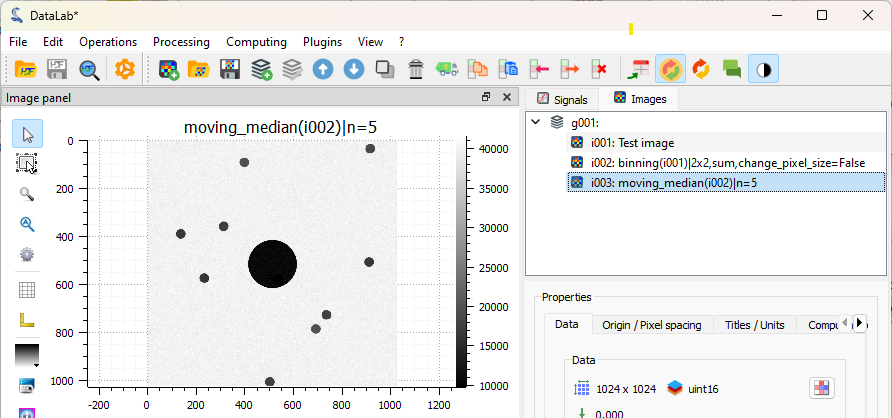 DataLab*
File Edit Operations Processing Computing Plugins View ?
Image panel
Signals Images
moving_median(i002)|n=5
g001:
i001: Test image
i002: binning(i001)|2x2,sum,change_pixel_size=False
i003: moving_median(i002)|n=5
0
200
400
600
800
1000
-200 0 200 400 600 800 1000 1200
40000
35000
30000
25000
20000
15000
10000
Properties
Data Origin / Pixel spacing Titles / Units
Data
1024 x 1024 uint16
0.000